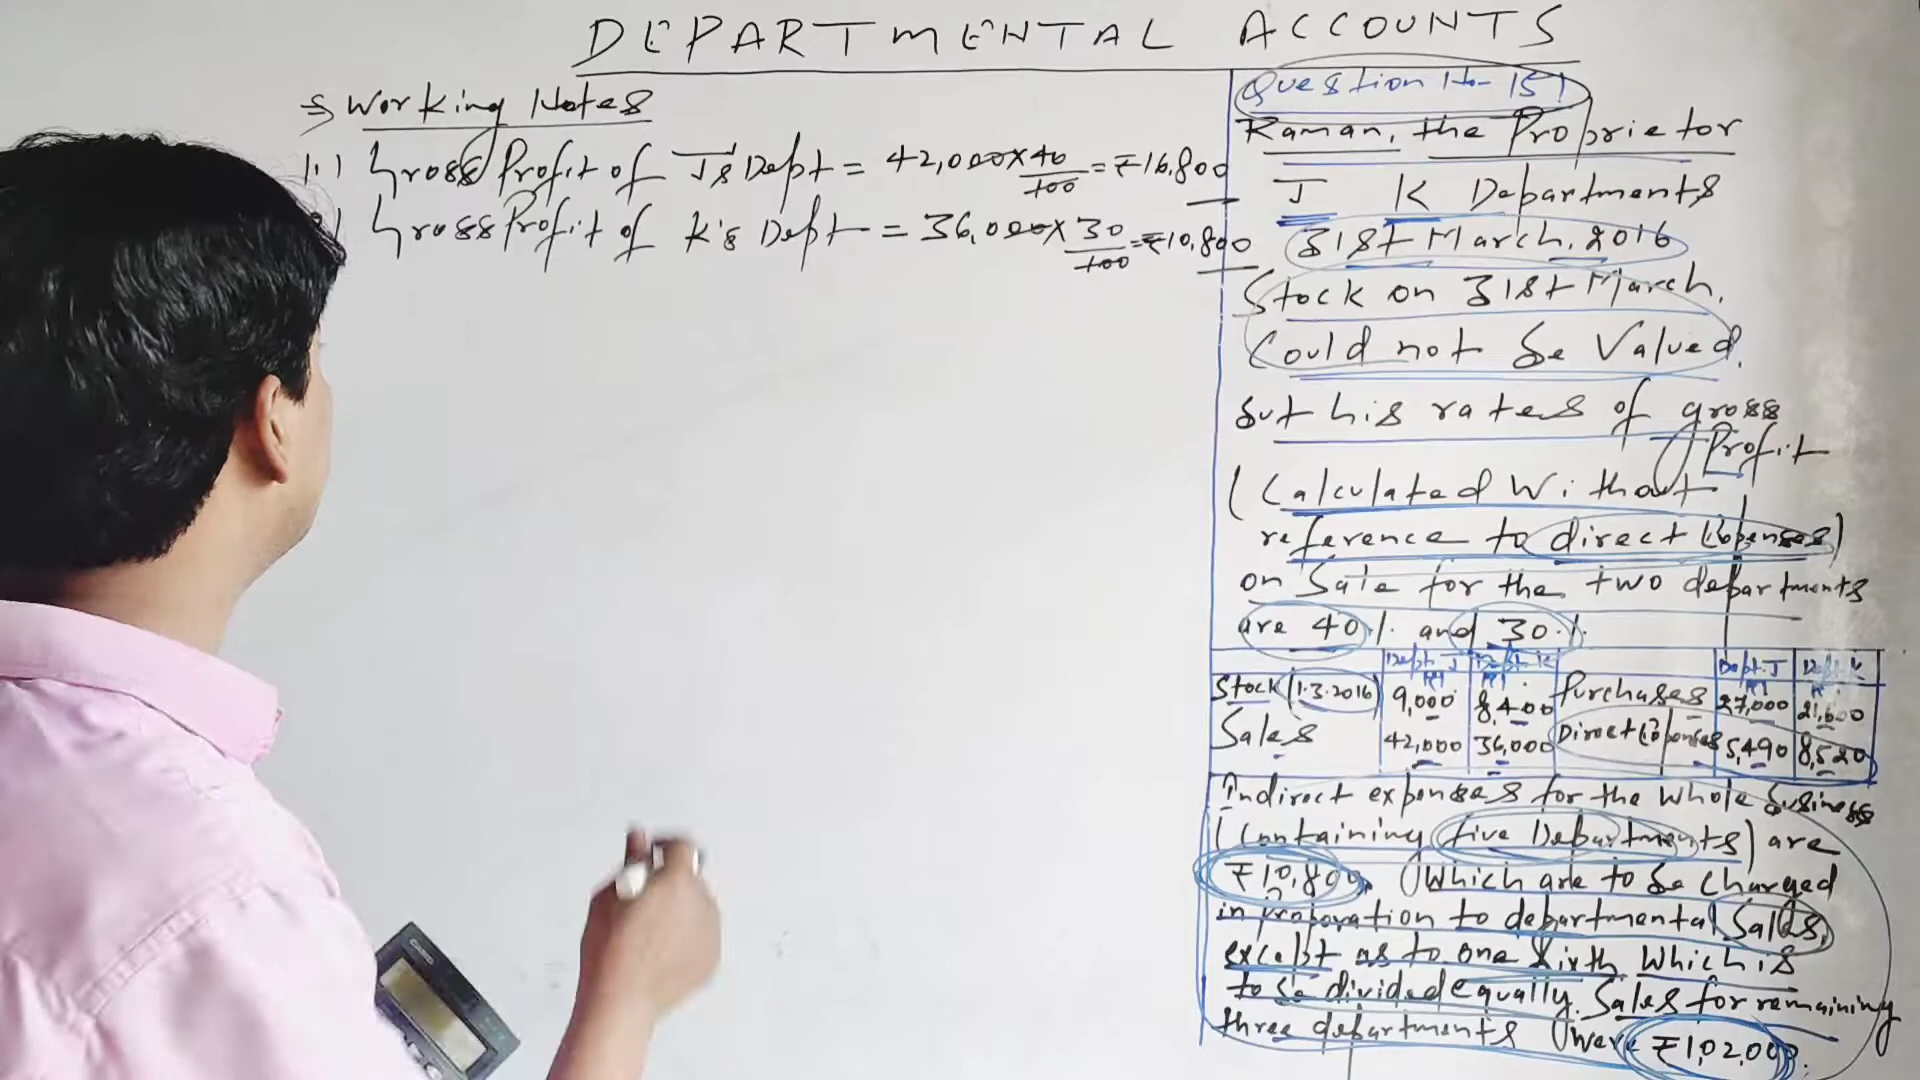 DEPARTMENTAL ACCOUNTS
⇒ Working Notes
1.) Gross Profit of J's Dept = 42,000 × 40/100 = ₹16,800
Gross Profit of K's Dept = 36,000 × 30/100 = ₹10,800
Question No- 15)
Raman, the Proprietor
J K Departments
31st March, 2016
Stock on 31st March,
Could not be Valued.
but his rates of gross
Profit
(Calculated Without
reference to direct Expenses)
on Sale for the two departments
are 40%. and 30%.
Dept. J Dept. K Dept. J Dept. K
Stock (1.3.2016) 9,000 8,400 Purchases 27,000 21,600
Sales 42,000 36,000 Direct Expenses 5,490 8,520
Indirect expenses for the whole business
(Containing five Departments) are
₹10,800. Which are to be charged
in proporation to departmental Sales,
except as to one sixth which is
to be divided equally. Sales for remaining
three departments were ₹1,02,000.
CASIO